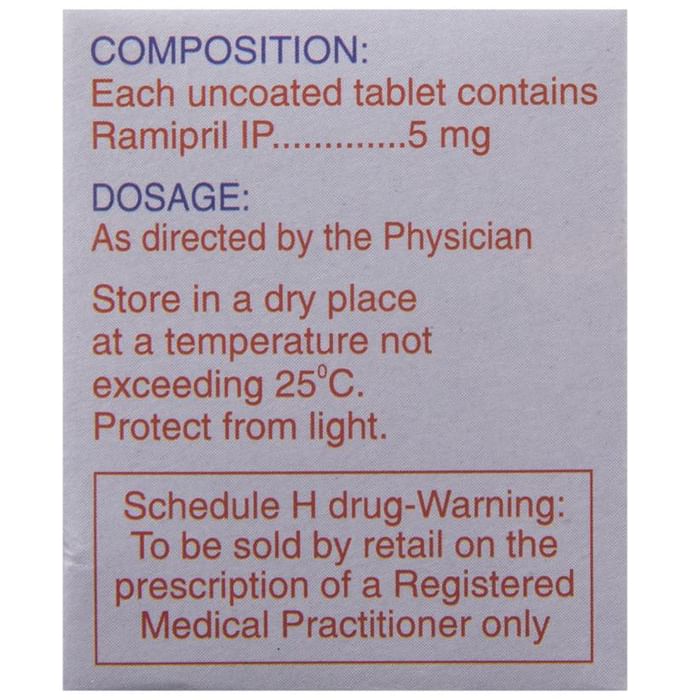 COMPOSITION:
Each uncoated tablet contains
Ramipril IP.............5 mg
DOSAGE:
As directed by the Physician
Store in a dry place
at a temperature not
exceeding 25⁰C.
Protect from light.
Schedule H drug-Warning:
To be sold by retail on the
prescription of a Registered
Medical Practitioner only